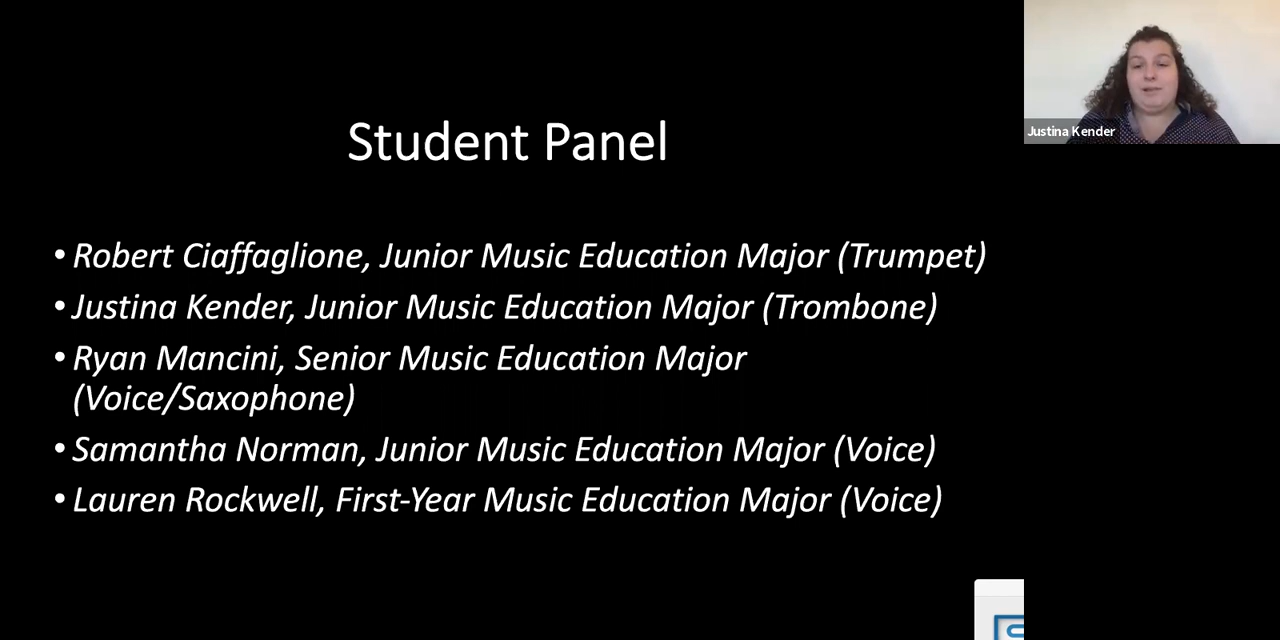 Student Panel
Justina Kender
• Robert Ciaffaglione, Junior Music Education Major (Trumpet)
• Justina Kender, Junior Music Education Major (Trombone)
• Ryan Mancini, Senior Music Education Major
(Voice/Saxophone)
• Samantha Norman, Junior Music Education Major (Voice)
• Lauren Rockwell, First-Year Music Education Major (Voice)